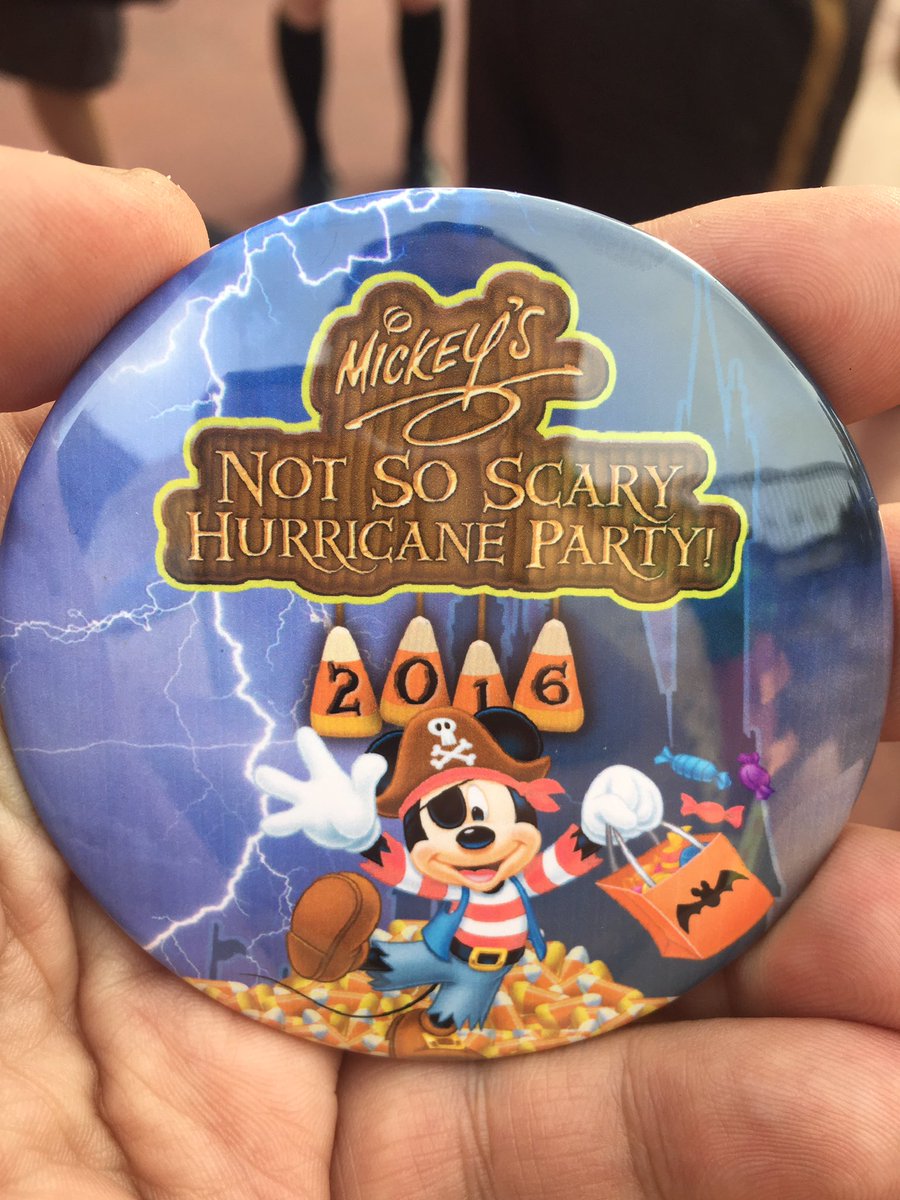 MICKEY'S
NOT SO SCARY
HURRICANE PARTY!
2016